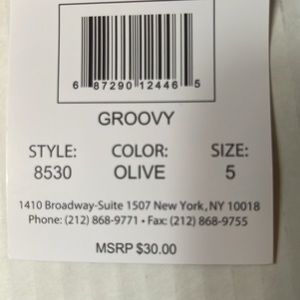 6 87290 12446 5
GROOVY
STYLE: COLOR: SIZE:
8530 OLIVE 5
1410 Broadway-Suite 1507 New York, NY 10018
Phone: (212) 868-9771 • Fax: (212) 868-9755
MSRP $30.00